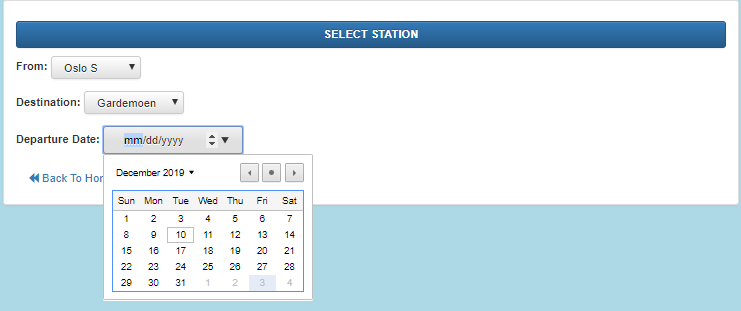 SELECT STATION
From: Oslo S
Destination: Gardemoen
Departure Date: mm/dd/yyyy
December 2019
Back To Hor
Sun Mon Tue Wed Thu Fri Sat
1 2 3 4 5 6 7
8 9 10 11 12 13 14
15 16 17 18 19 20 21
22 23 24 25 26 27 28
29 30 31 1 2 3 4